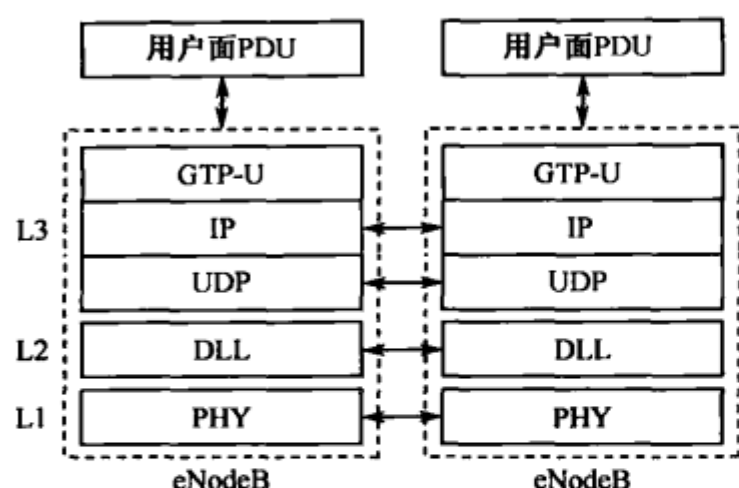 用户面PDU 用户面PDU
GTP-U GTP-U
L3 IP IP
UDP UDP
L2 DLL DLL
L1 PHY PHY
eNodeB eNodeB